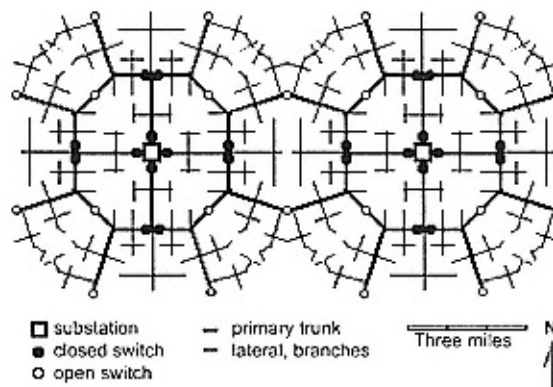 substation
closed switch
open switch
primary trunk
lateral, branches
Three miles
N